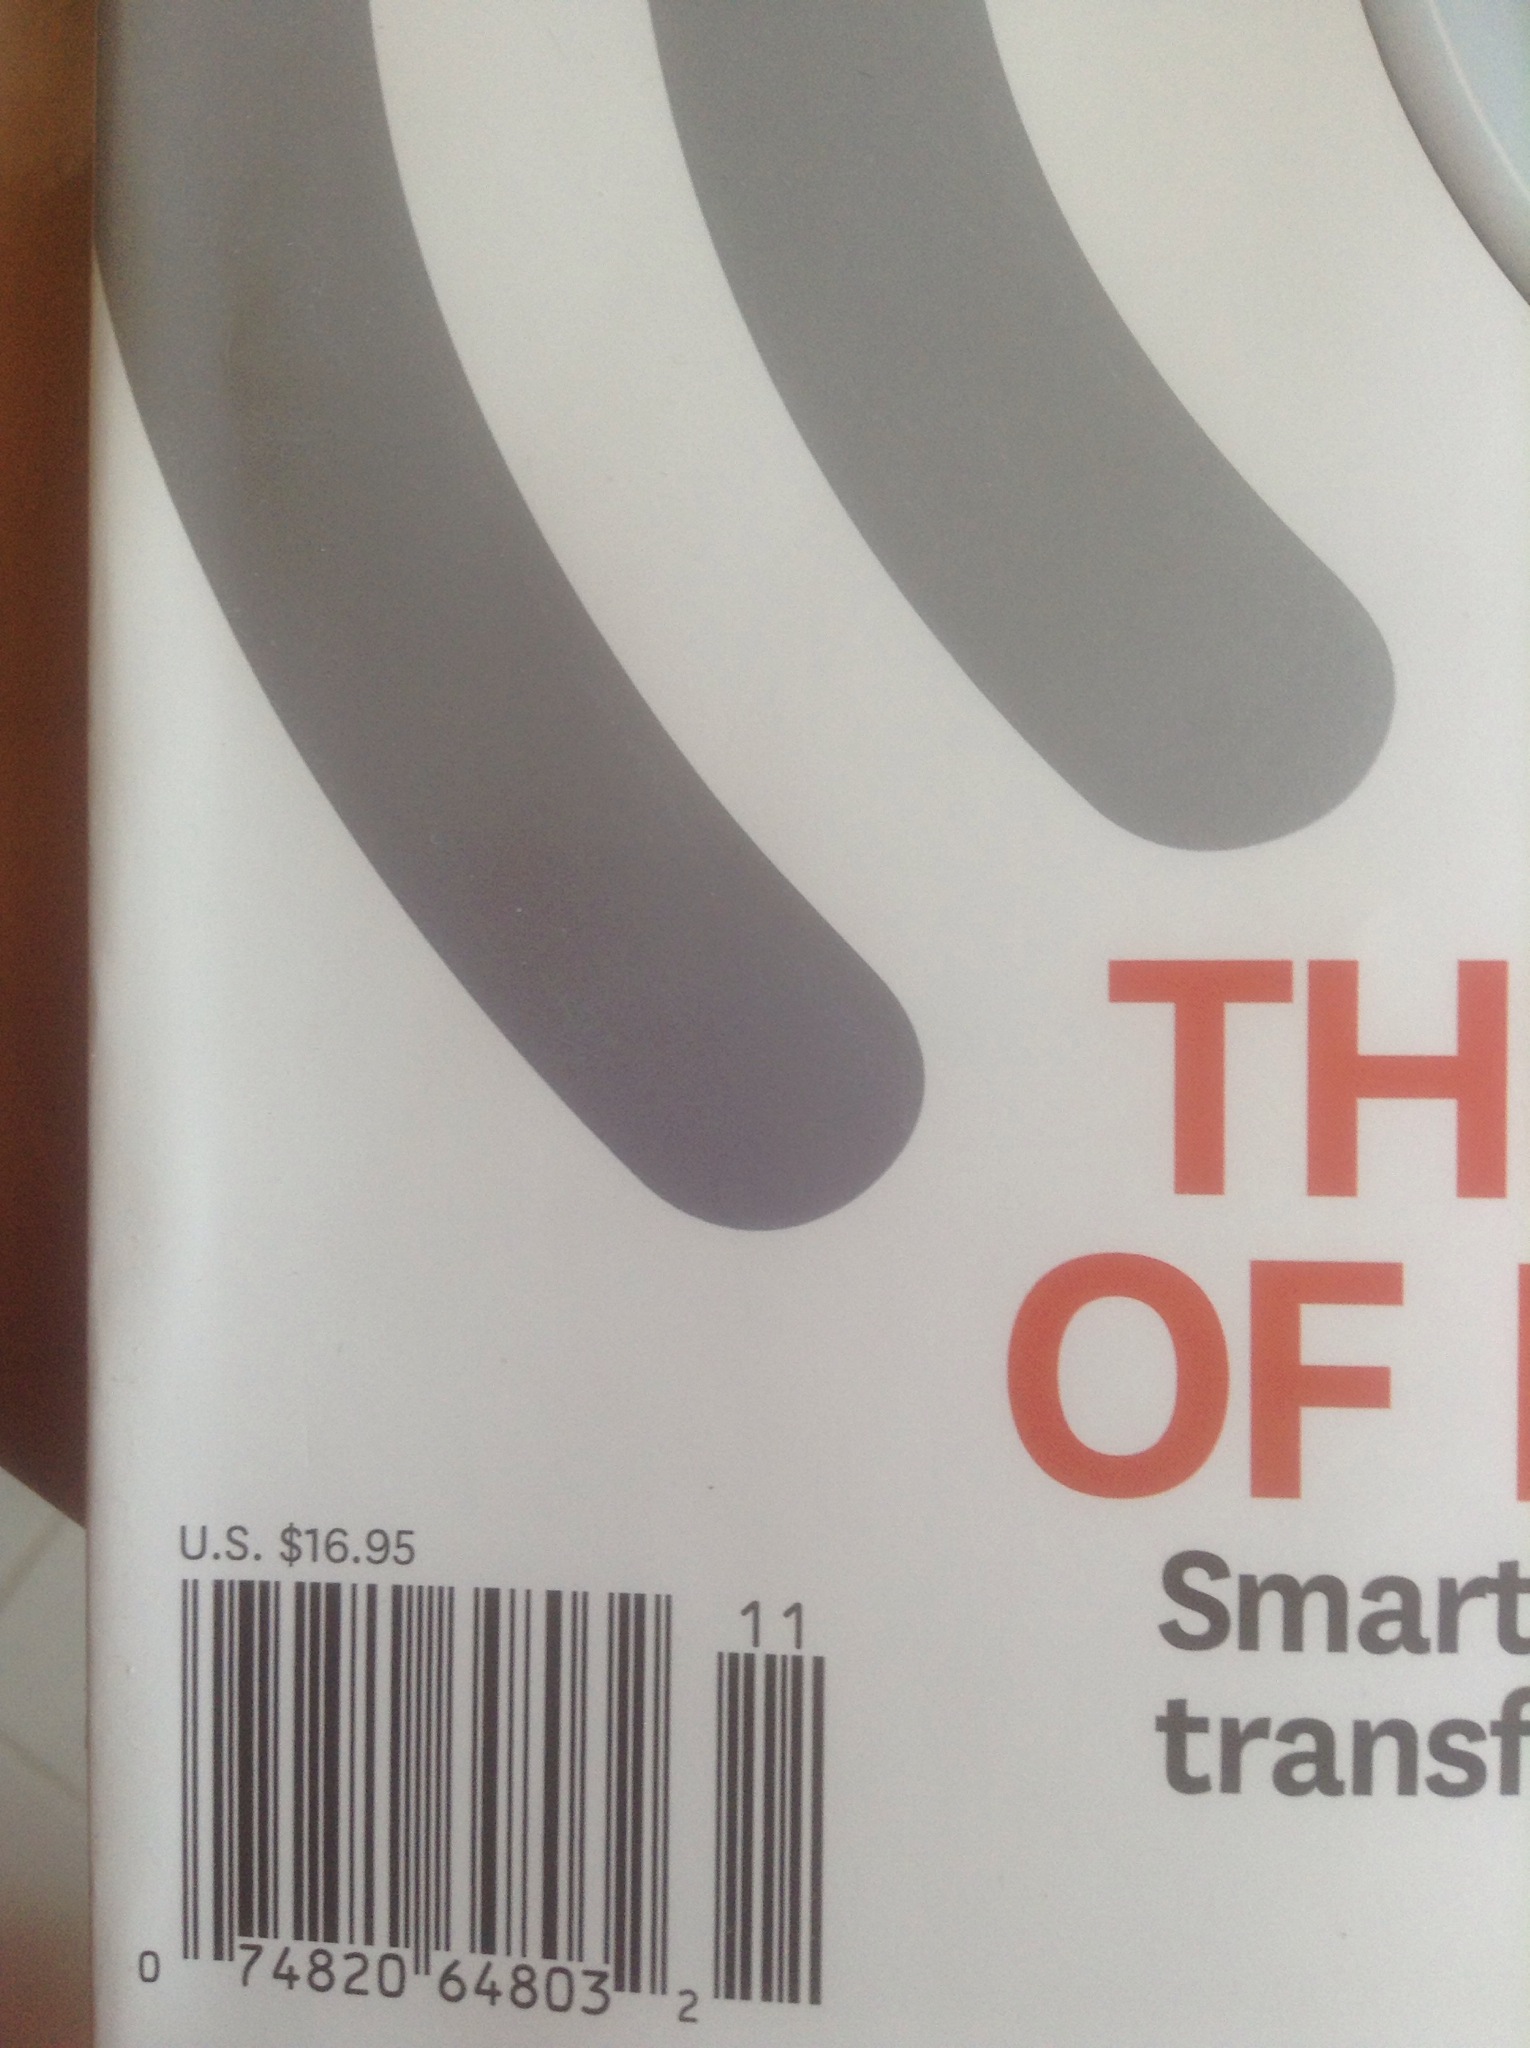 TH
OF
Smart
transf
U.S. $16.95
11
0 74820 64803 2